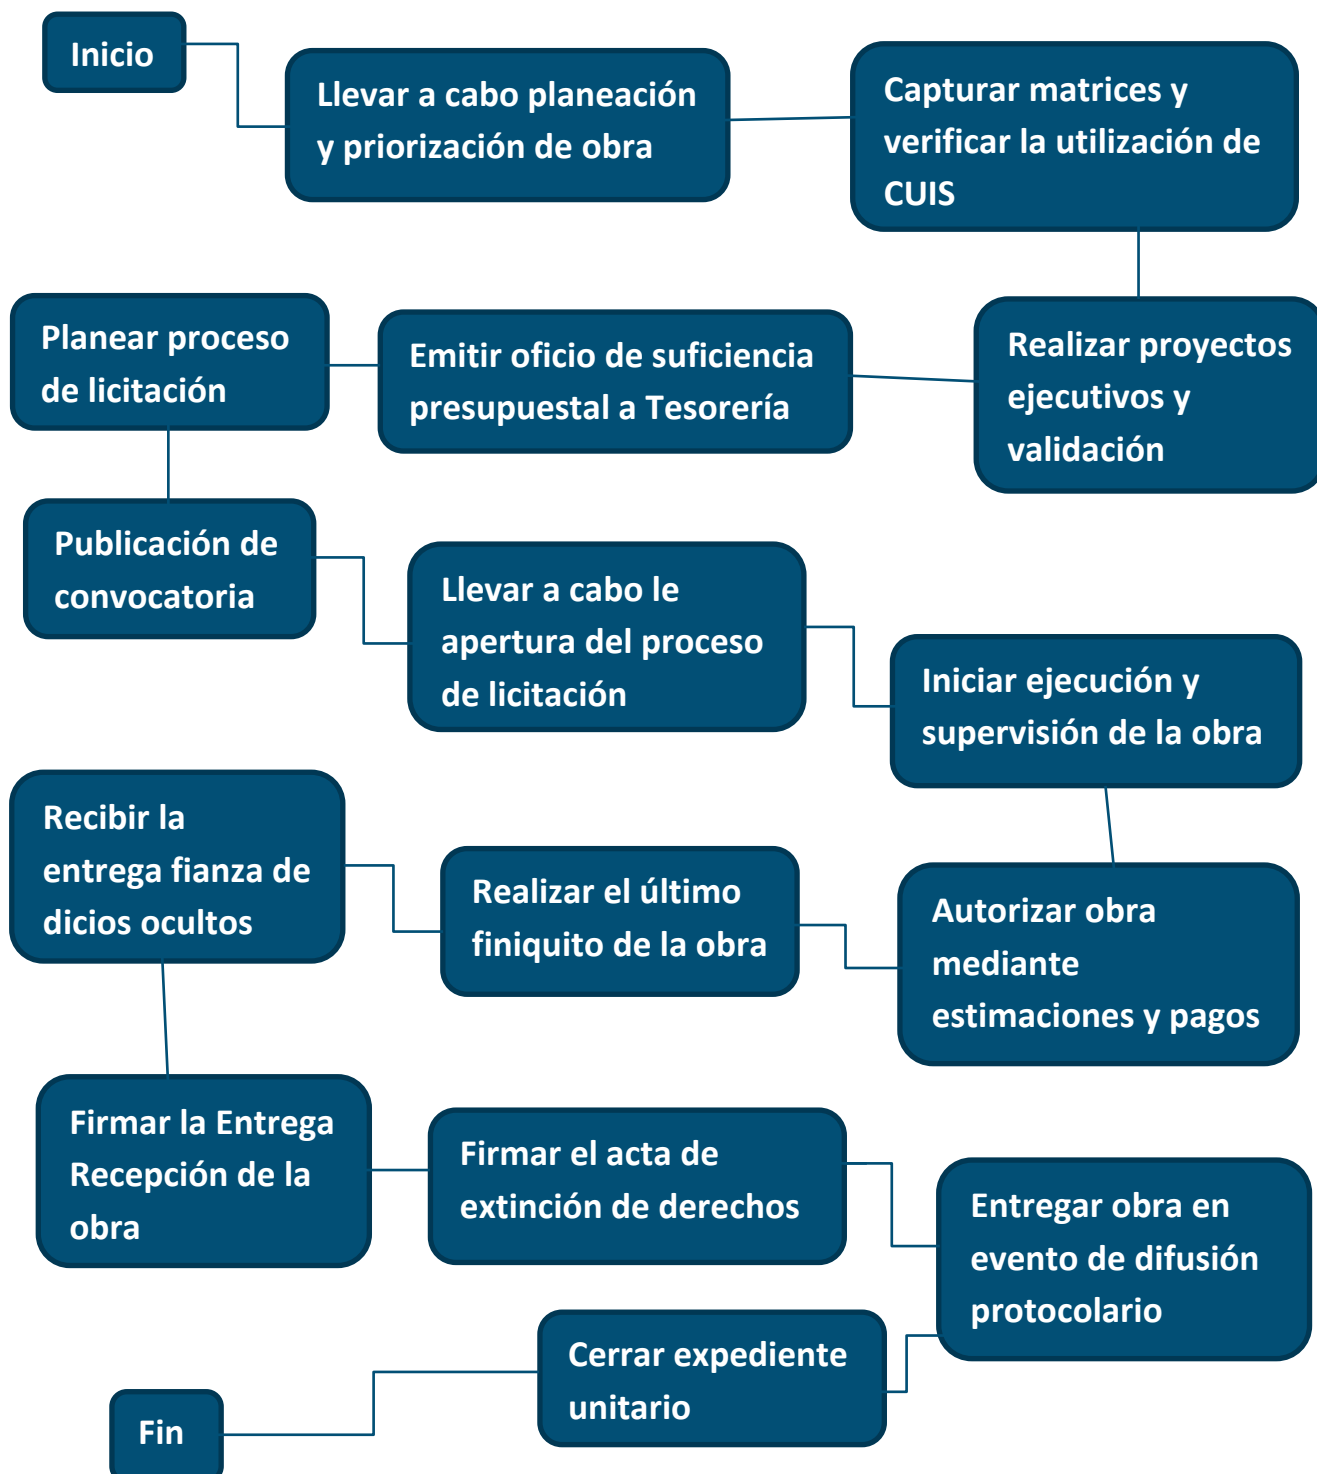 Inicio
Llevar a cabo planeación
y priorización de obra
Capturar matrices y
verificar la utilización de
CUIS
Realizar proyectos
ejecutivos y
validación
Emitir oficio de suficiencia
presupuestal a Tesorería
Planear proceso
de licitación
Publicación de
convocatoria
Llevar a cabo le
apertura del proceso
de licitación
Iniciar ejecución y
supervisión de la obra
Autorizar obra
mediante
estimaciones y pagos
Realizar el último
finiquito de la obra
Recibir la
entrega fianza de
dicios ocultos
Firmar la Entrega
Recepción de la
obra
Firmar el acta de
extinción de derechos
Entregar obra en
evento de difusión
protocolario
Cerrar expediente
unitario
Fin